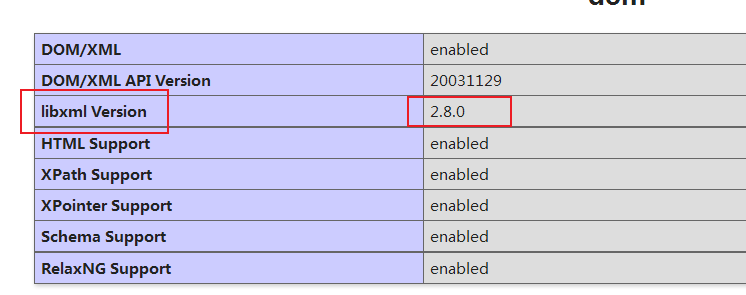 dom
DOM/XML enabled
DOM/XML API Version 20031129
libxml Version 2.8.0
HTML Support enabled
XPath Support enabled
XPointer Support enabled
Schema Support enabled
RelaxNG Support enabled